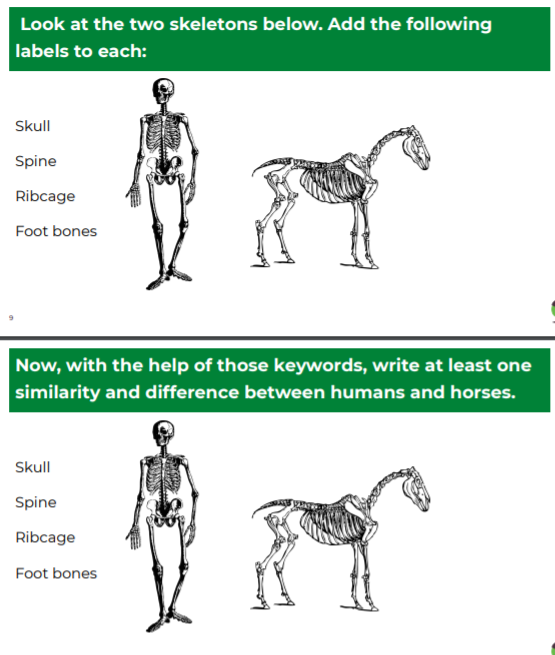 Look at the two skeletons below. Add the following
labels to each:
Skull
Spine
Ribcage
Foot bones
9
Now, with the help of those keywords, write at least one
similarity and difference between humans and horses.
Skull
Spine
Ribcage
Foot bones